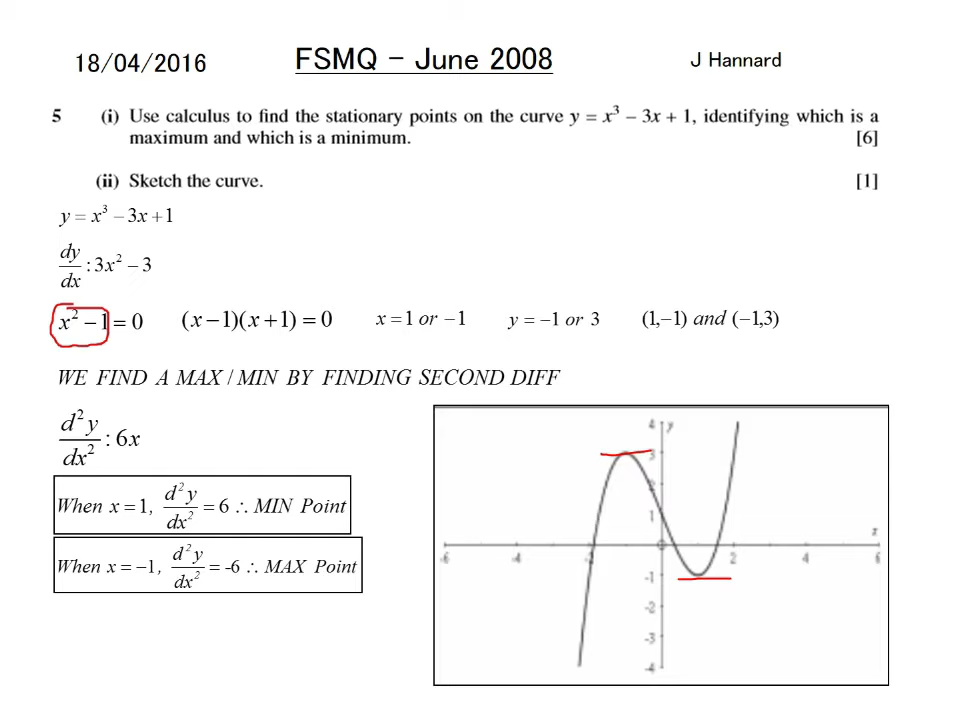 18/04/2016 FSMQ - June 2008 J Hannard
5 (i) Use calculus to find the stationary points on the curve y = x³ − 3x + 1, identifying which is a
maximum and which is a minimum. [6]
(ii) Sketch the curve. [1]
y = x³ − 3x + 1
dy/dx : 3x² − 3
x² − 1 = 0 (x − 1)(x + 1) = 0 x = 1 or −1 y = −1 or 3 (1,−1) and (−1,3)
WE FIND A MAX / MIN BY FINDING SECOND DIFF
d²y/dx² : 6x
When x = 1, d²y/dx² = 6 ∴ MIN Point
When x = −1, d²y/dx² = -6 ∴ MAX Point
4 y
3
2
1
x
-6 -4 -2 0 2 4 6
-1
-2
-3
-4